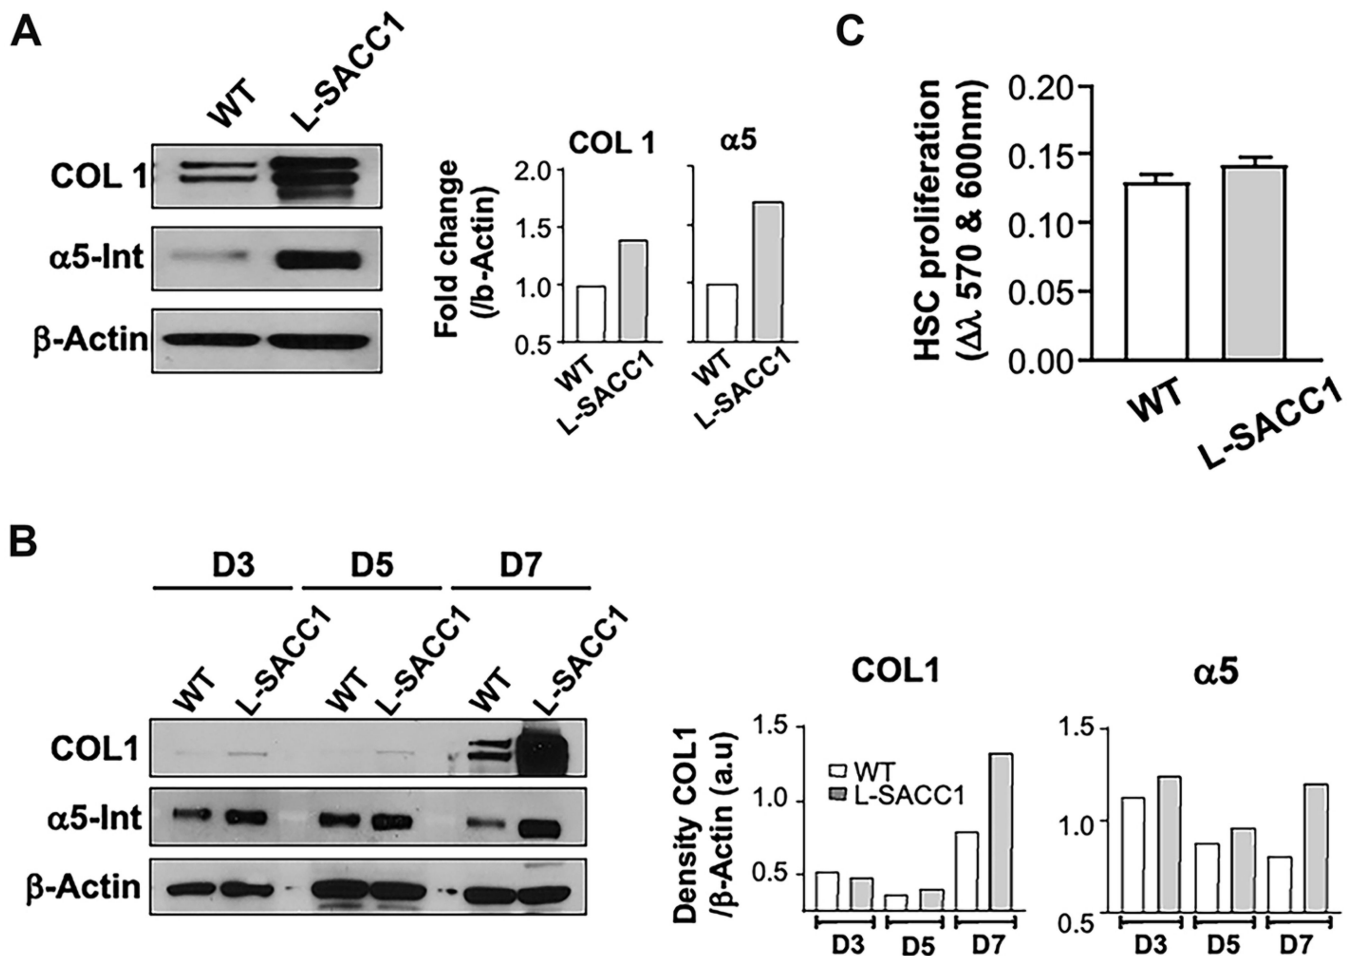 A
WT
L-SACC1
COL 1
α5-Int
β-Actin
Fold change
(/b-Actin)
COL 1
α5
2.0
1.5
1.0
0.5
WT
L-SACC1
WT
L-SACC1
C
HSC proliferation
(Δλ 570 & 600nm)
0.20
0.15
0.10
0.05
0.00
WT
L-SACC1
B
D3 D5 D7
WT L-SACC1 WT L-SACC1 WT L-SACC1
COL1
α5-Int
β-Actin
COL1
Density COL1
/β-Actin (a.u)
1.5
1.0
0.5
WT
L-SACC1
D3 D5 D7
α5
1.5
1.0
0.5
D3 D5 D7